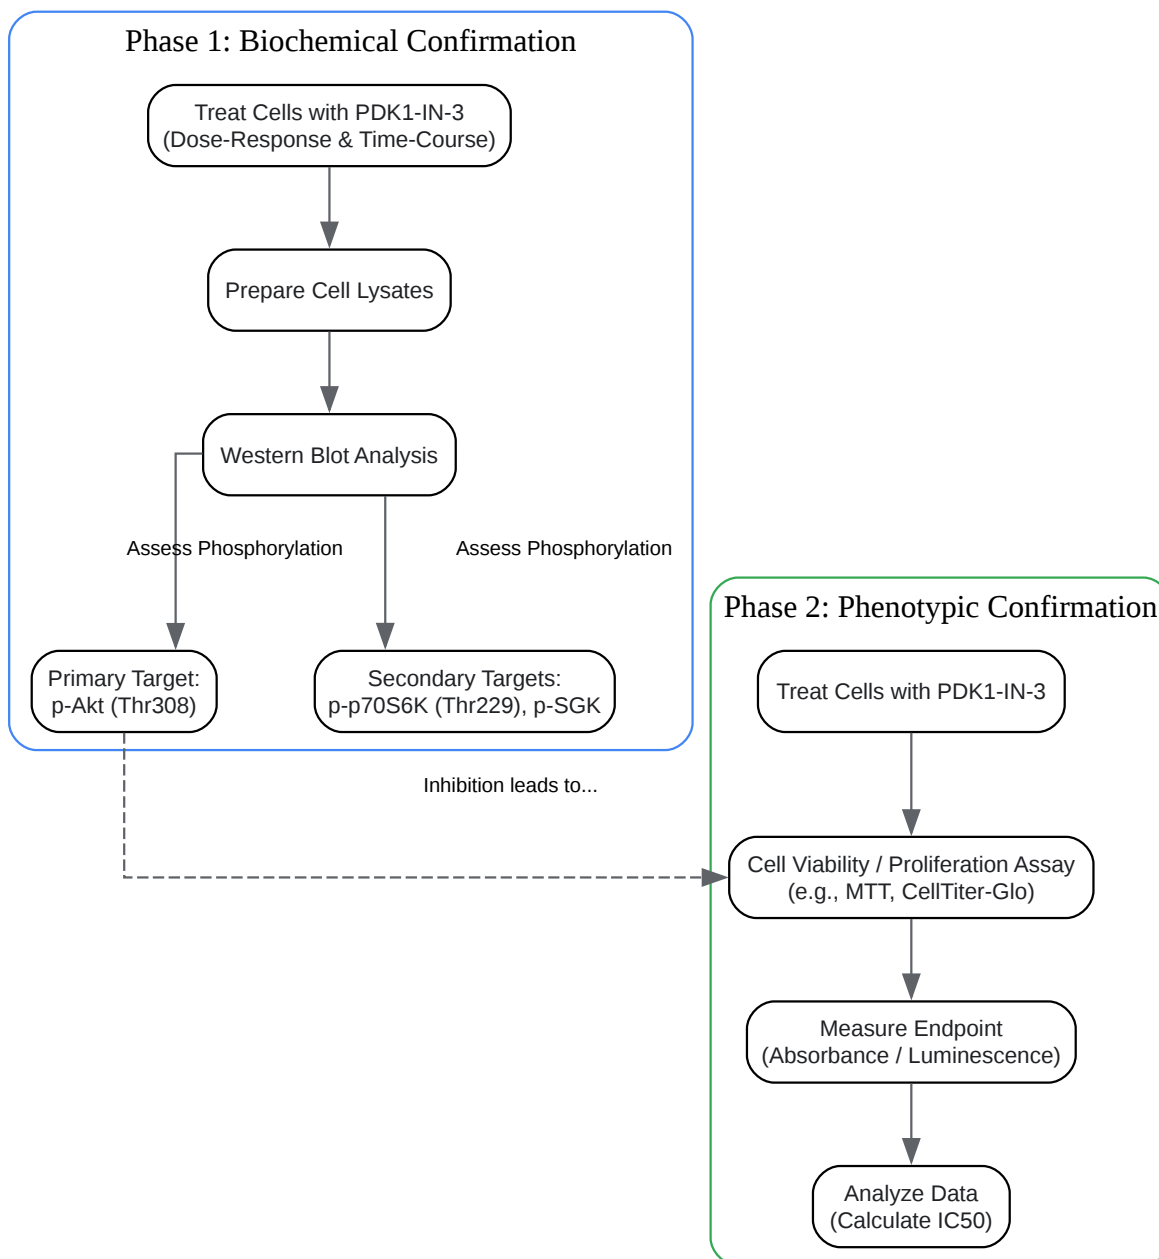 Phase 1: Biochemical Confirmation
Treat Cells with PDK1-IN-3
(Dose-Response & Time-Course)
Prepare Cell Lysates
Western Blot Analysis
Assess Phosphorylation
Assess Phosphorylation
Primary Target:
p-Akt (Thr308)
Secondary Targets:
p-p70S6K (Thr229), p-SGK
Inhibition leads to...
Phase 2: Phenotypic Confirmation
Treat Cells with PDK1-IN-3
Cell Viability / Proliferation Assay
(e.g., MTT, CellTiter-Glo)
Measure Endpoint
(Absorbance / Luminescence)
Analyze Data
(Calculate IC50)